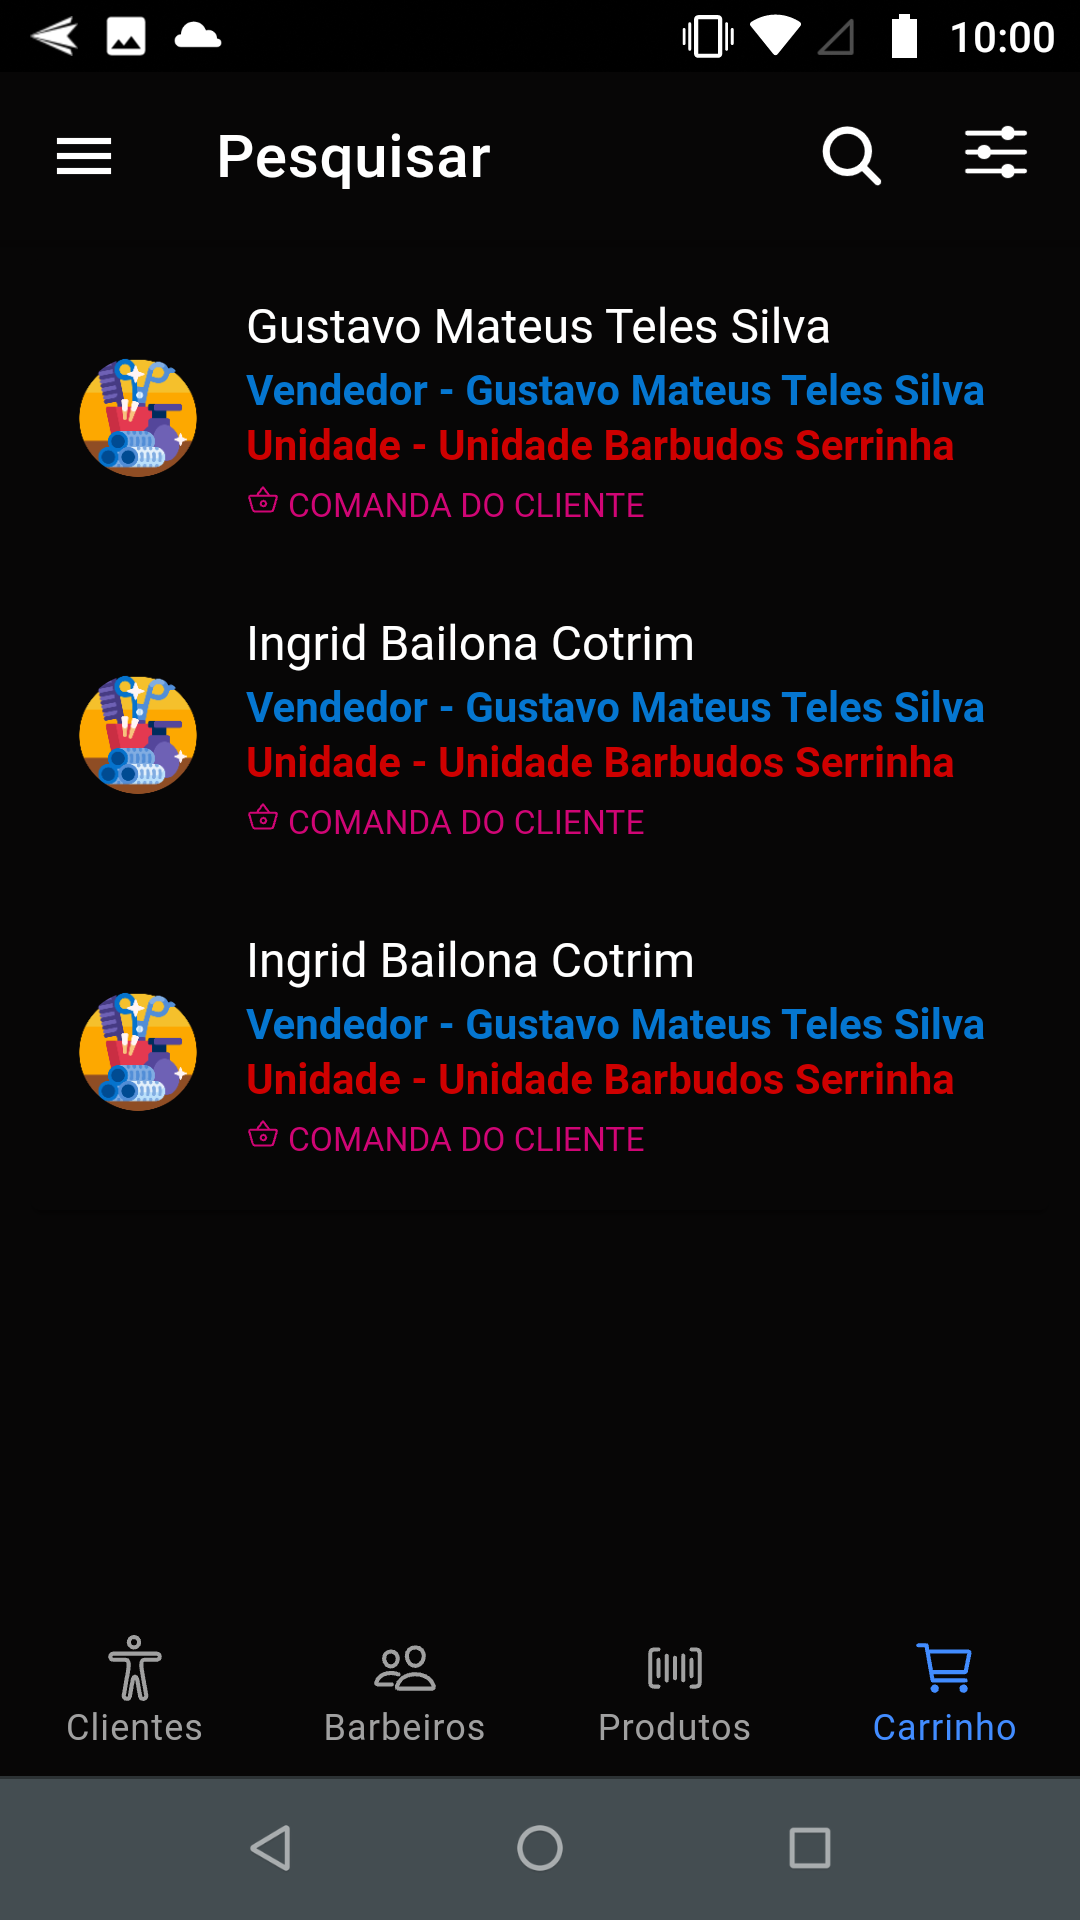 10:00
Pesquisar
Gustavo Mateus Teles Silva
Vendedor - Gustavo Mateus Teles Silva
Unidade - Unidade Barbudos Serrinha
COMANDA DO CLIENTE
Ingrid Bailona Cotrim
Vendedor - Gustavo Mateus Teles Silva
Unidade - Unidade Barbudos Serrinha
COMANDA DO CLIENTE
Ingrid Bailona Cotrim
Vendedor - Gustavo Mateus Teles Silva
Unidade - Unidade Barbudos Serrinha
COMANDA DO CLIENTE
Clientes Barbeiros Produtos Carrinho